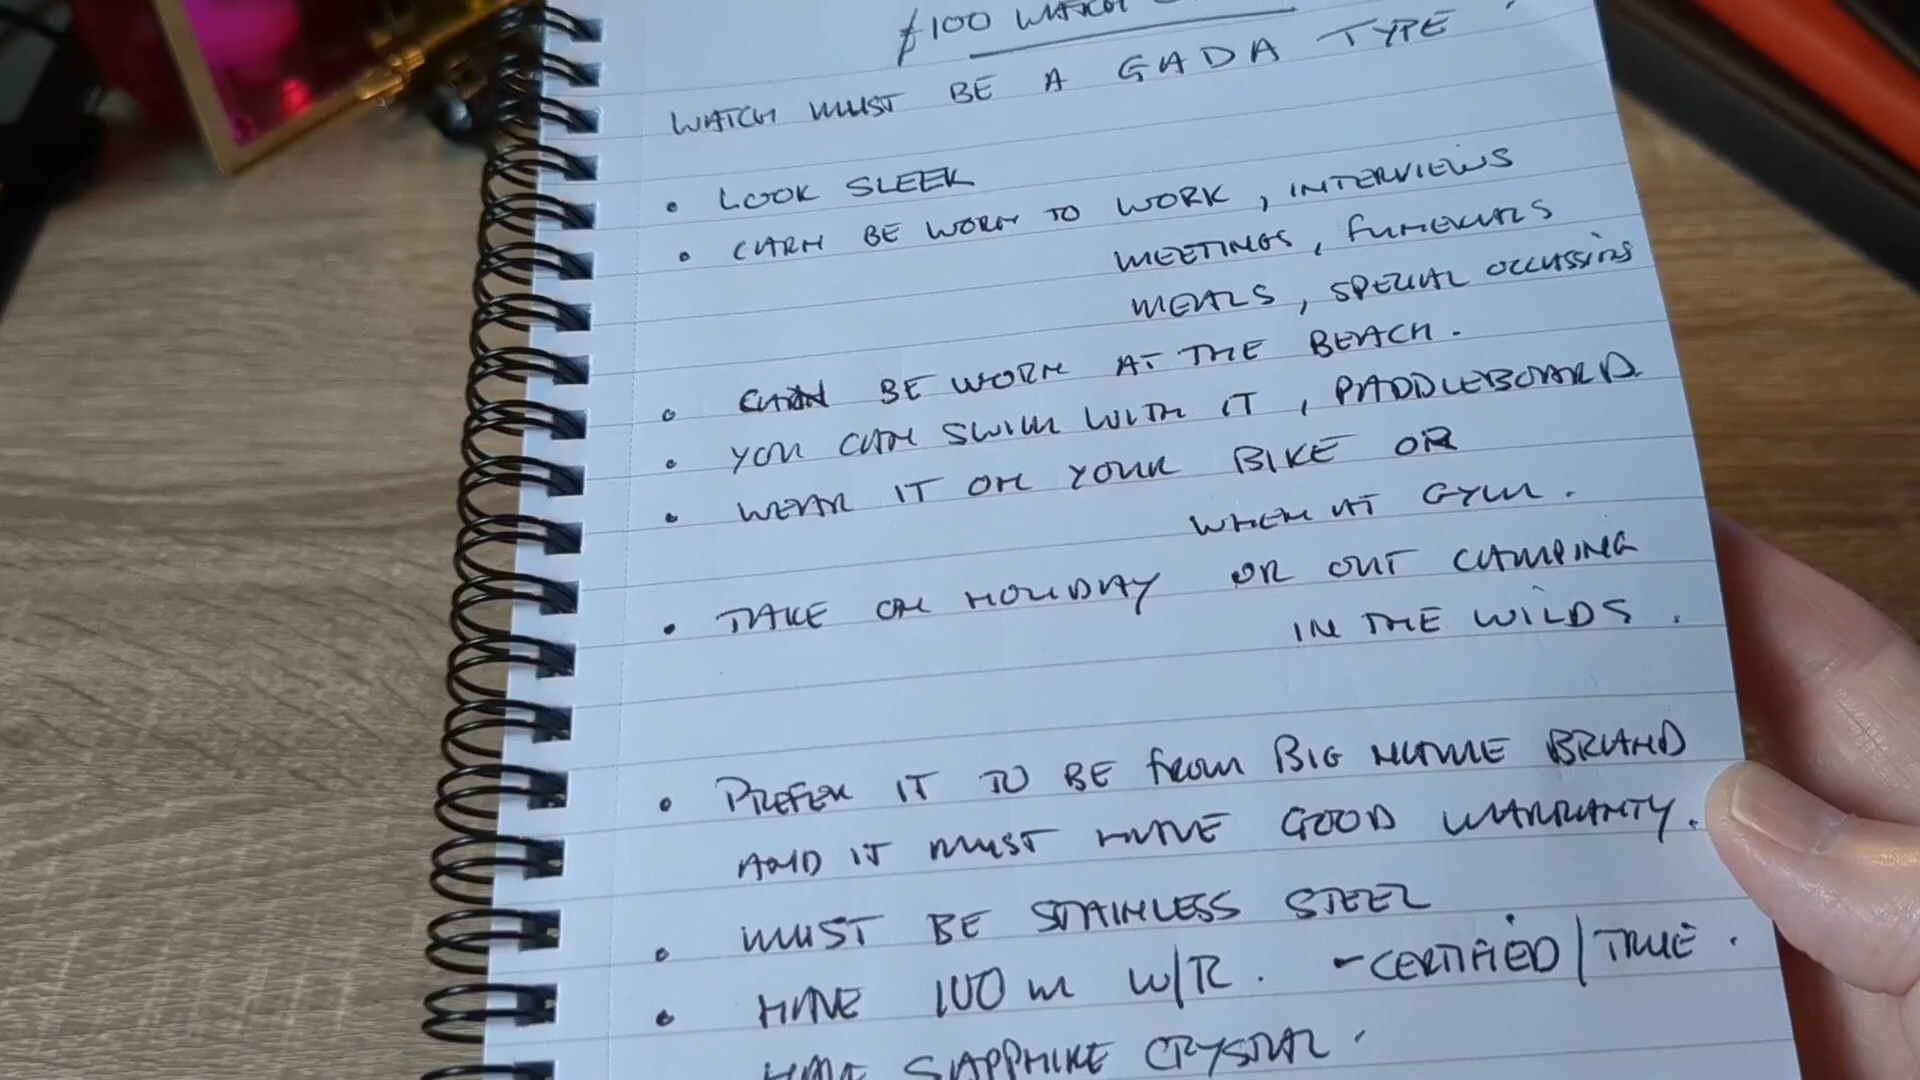 £100 WATCH
WATCH MUST BE A GADA TYPE
• LOOK SLEEK
• CAN BE WORN TO WORK, INTERVIEWS
MEETINGS, FUNERALS
MEALS, SPECIAL OCCUSSIONS
• CAN BE WORN AT THE BEACH.
• YOU CAN SWIM WITH IT, PADDLEBOARD
• WEAR IT ON YOUR BIKE OR
WHEN AT GYM.
• TAKE ON HOLIDAY OR OUT CAMPING
IN THE WILDS.
• PREFER IT TO BE FROM BIG NAME BRAND
AND IT MUST HAVE GOOD WARRANTY.
• MUST BE STAINLESS STEEL
• HAVE 100m W/R. - CERTIFIED/TRUE.
HAVE SAPPHIRE CRYSTAL.